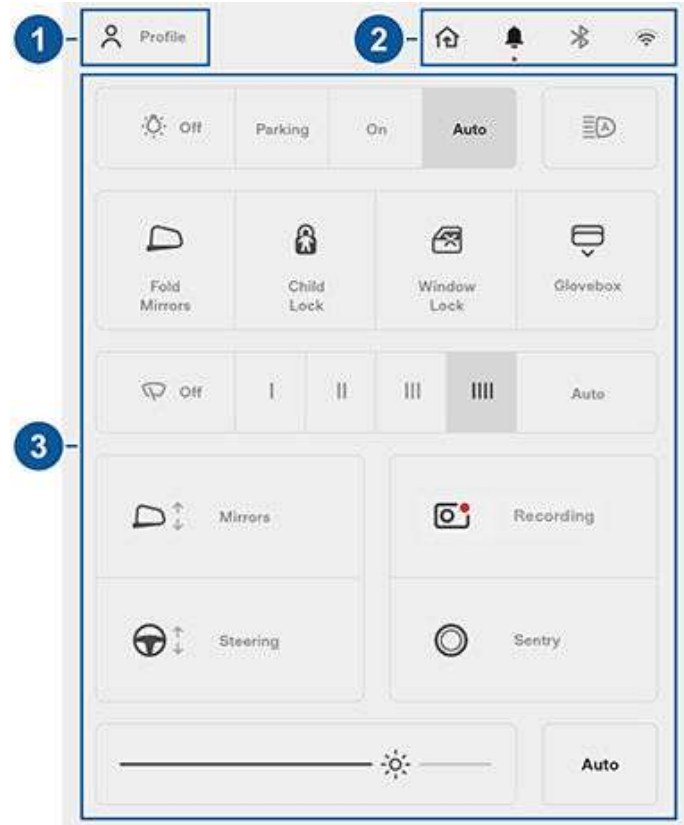 1
Profile
2
Off
Parking
On
Auto
A
Fold
Mirrors
Child
Lock
Window
Lock
Glovebox
Off
I
II
III
IIII
Auto
3
Mirrors
Recording
Steering
Sentry
Auto